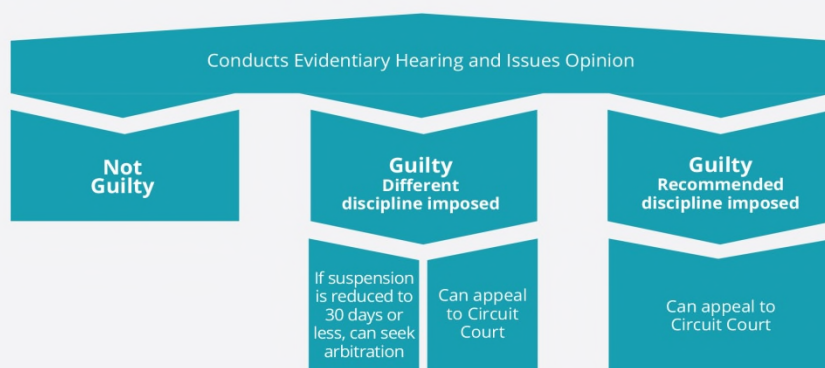 Conducts Evidentiary Hearing and Issues Opinion
Not
Guilty
Guilty
Different
discipline imposed
Guilty
Recommended
discipline imposed
If suspension
is reduced to
30 days or
less, can seek
arbitration
Can appeal
to Circuit
Court
Can appeal to
Circuit Court